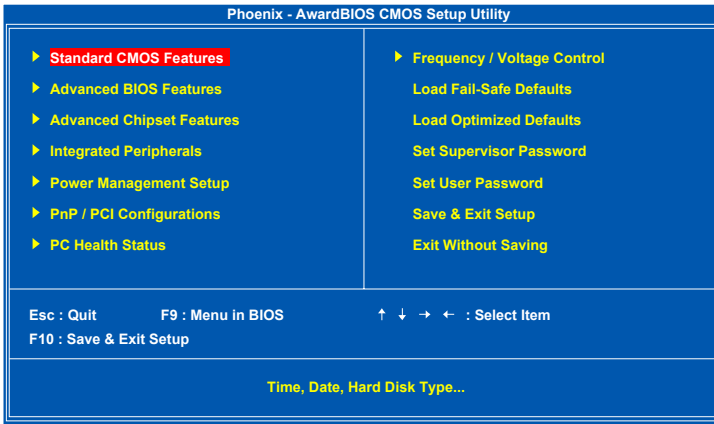 Phoenix - AwardBIOS CMOS Setup Utility
Standard CMOS Features
Advanced BIOS Features
Advanced Chipset Features
Integrated Peripherals
Power Management Setup
PnP / PCI Configurations
PC Health Status
Frequency / Voltage Control
Load Fail-Safe Defaults
Load Optimized Defaults
Set Supervisor Password
Set User Password
Save & Exit Setup
Exit Without Saving
Esc : Quit F9 : Menu in BIOS ↑ ↓ → ← : Select Item
F10 : Save & Exit Setup
Time, Date, Hard Disk Type...